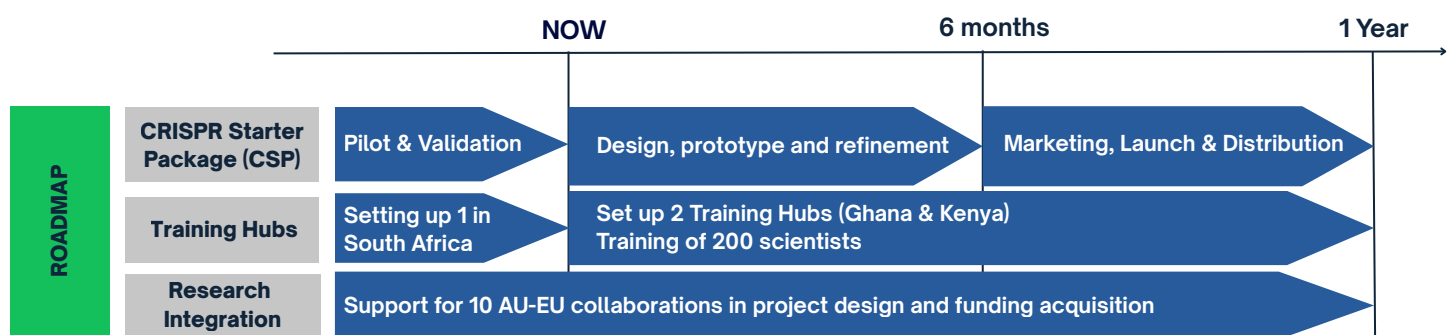 NOW
6 months
1 Year
ROADMAP
CRISPR Starter
Package (CSP)
Pilot & Validation
Design, prototype and refinement
Marketing, Launch & Distribution
Training Hubs
Setting up 1 in
South Africa
Set up 2 Training Hubs (Ghana & Kenya)
Training of 200 scientists
Research
Integration
Support for 10 AU-EU collaborations in project design and funding acquisition